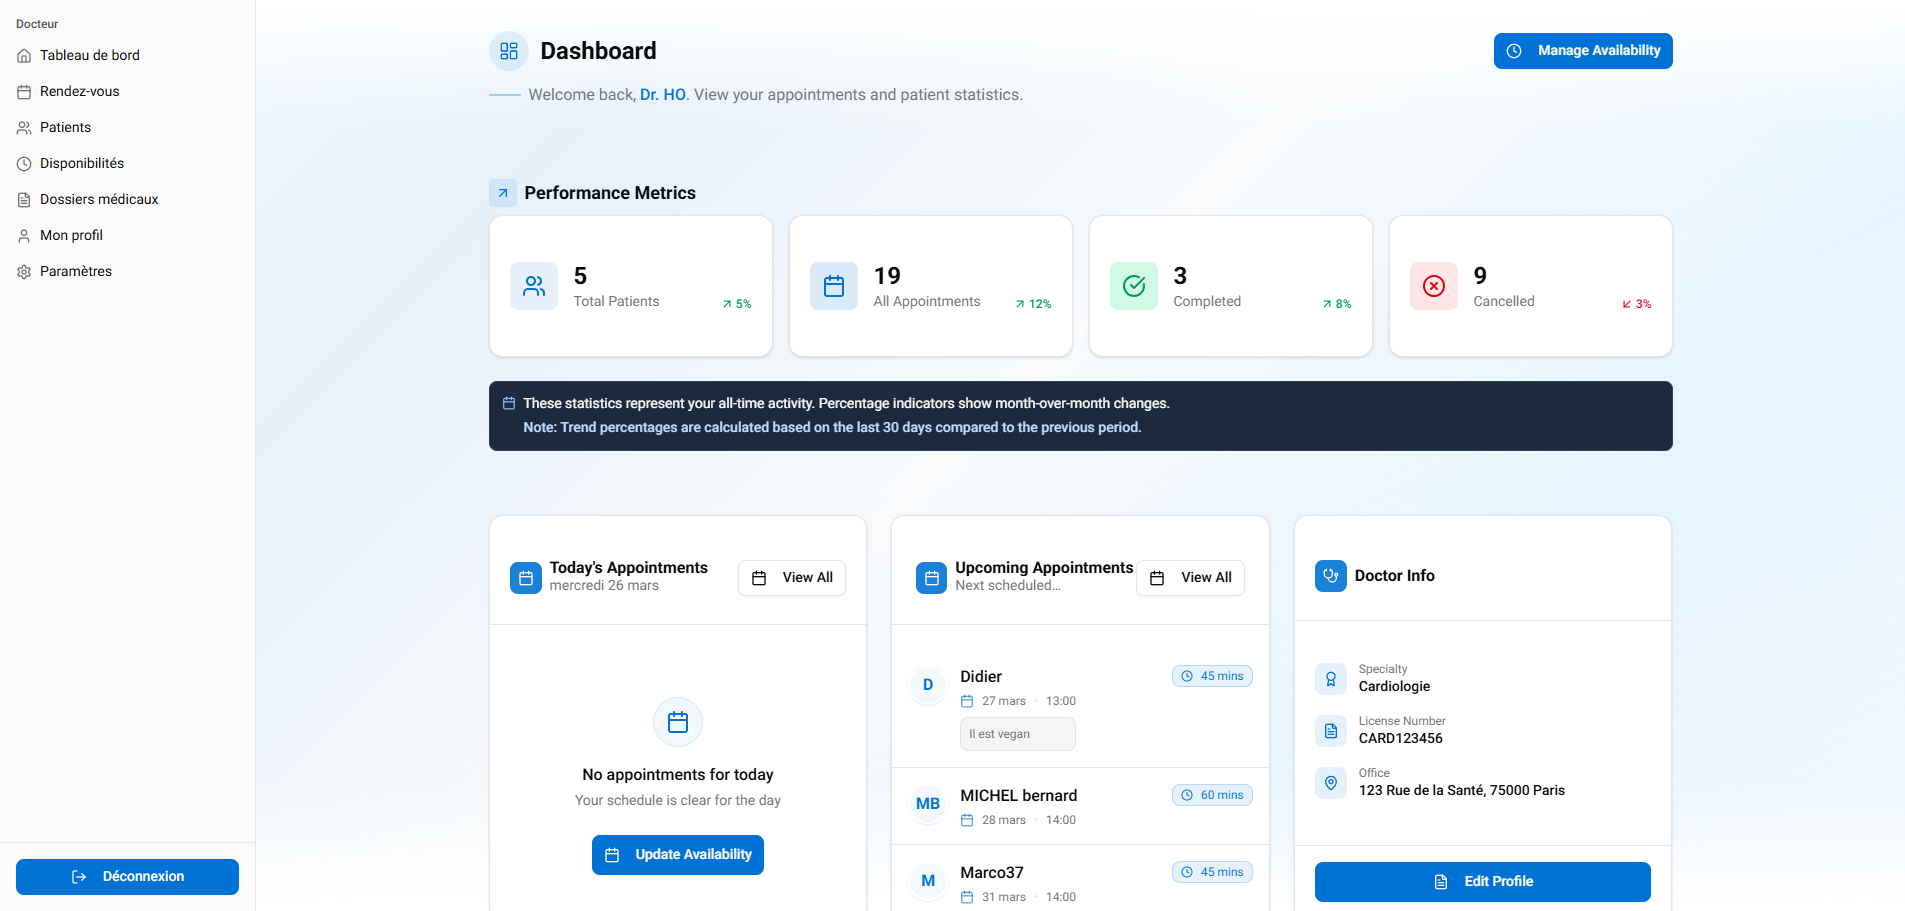 Docteur
Tableau de bord
Rendez-vous
Patients
Disponibilités
Dossiers médicaux
Mon profil
Paramètres
Déconnexion
Dashboard
Manage Availability
Welcome back, Dr. HO. View your appointments and patient statistics.
Performance Metrics
5
Total Patients
5%
19
All Appointments
12%
3
Completed
8%
9
Cancelled
3%
These statistics represent your all-time activity. Percentage indicators show month-over-month changes.
Note: Trend percentages are calculated based on the last 30 days compared to the previous period.
Today's Appointments
mercredi 26 mars
View All
No appointments for today
Your schedule is clear for the day
Update Availability
Upcoming Appointments
Next scheduled...
View All
D
Didier
45 mins
27 mars · 13:00
Il est vegan
MB
MICHEL bernard
60 mins
28 mars · 14:00
M
Marco37
45 mins
31 mars · 14:00
Doctor Info
Specialty
Cardiologie
License Number
CARD123456
Office
123 Rue de la Santé, 75000 Paris
Edit Profile